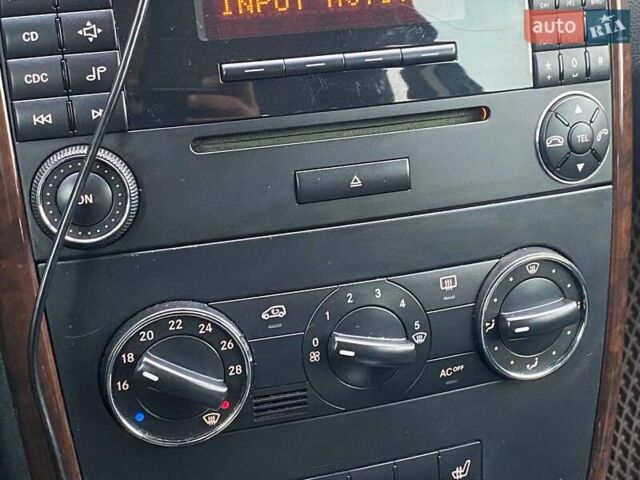 INPUT
auto RIA
CD
CDC
ON
TEL
16 18 20 22 24 26 28
0 1 2 3 4 5
AC OFF